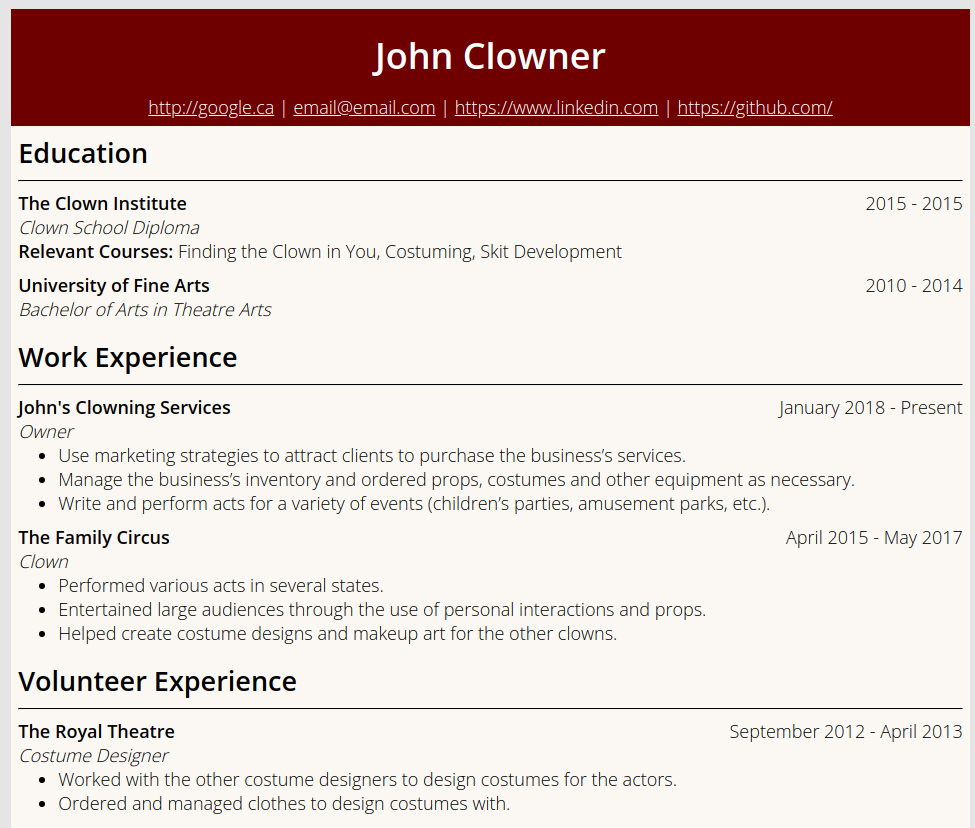 John Clowner
http://google.ca | email@email.com | https://www.linkedin.com | https://github.com/
Education
The Clown Institute 2015 - 2015
Clown School Diploma
Relevant Courses: Finding the Clown in You, Costuming, Skit Development
University of Fine Arts 2010 - 2014
Bachelor of Arts in Theatre Arts
Work Experience
John's Clowning Services January 2018 - Present
Owner
• Use marketing strategies to attract clients to purchase the business’s services.
• Manage the business’s inventory and ordered props, costumes and other equipment as necessary.
• Write and perform acts for a variety of events (children’s parties, amusement parks, etc.).
The Family Circus April 2015 - May 2017
Clown
• Performed various acts in several states.
• Entertained large audiences through the use of personal interactions and props.
• Helped create costume designs and makeup art for the other clowns.
Volunteer Experience
The Royal Theatre September 2012 - April 2013
Costume Designer
• Worked with the other costume designers to design costumes for the actors.
• Ordered and managed clothes to design costumes with.